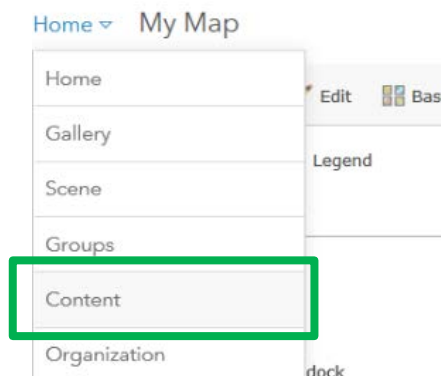 Home My Map
Home
Edit Bas
Gallery
Legend
Scene
Groups
Content
Organization
dock